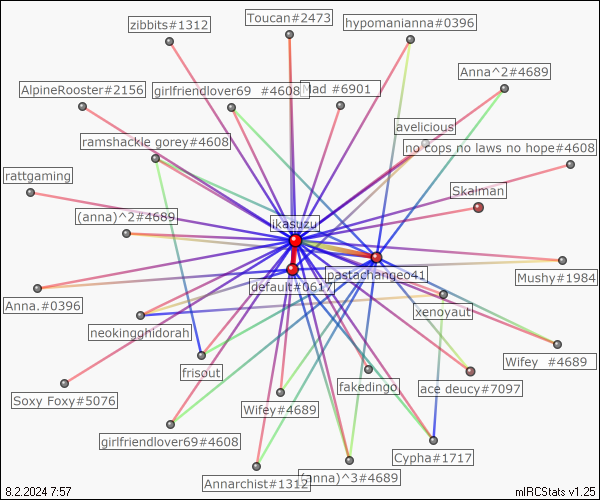 Toucan#2473
zibbits#1312
hypomanianna#0396
Anna^2#4689
AlpineRooster#2156
girlfriendlover69 #4608
Mad #6901
avelicious
ramshackle gorey#4608
no cops no laws no hope#4608
rattgaming
Skalman
(anna)^2#4689
ikasuzu
pastachangeo41
Mushy#1984
default#0617
Anna.#0396
xenoyaut
neokingghidorah
Wifey #4689
frisout
fakedingo
ace deucy#7097
Soxy Foxy#5076
Wifey#4689
girlfriendlover69#4608
Cypha#1717
Annarchist#1312
(anna)^3#4689
8.2.2024 7:57
mIRCStats v1.25